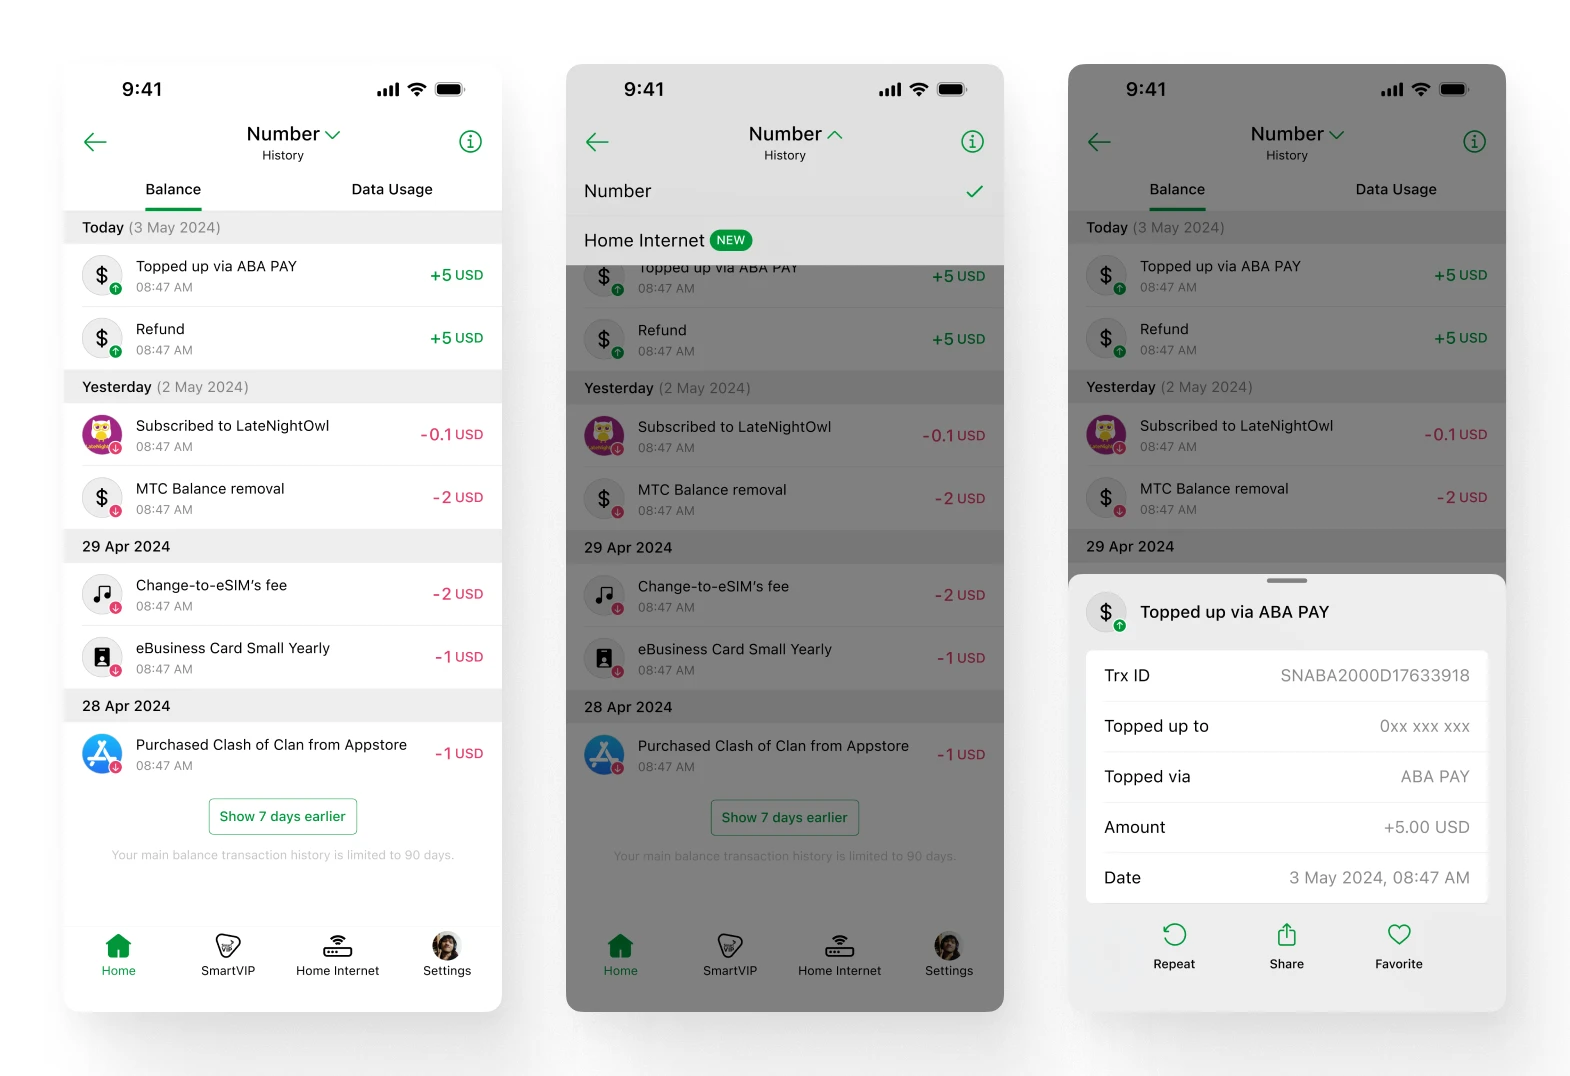 9:41
Number
History
Balance Data Usage
Today (3 May 2024)
Topped up via ABA PAY
08:47 AM
+5 USD
Refund
08:47 AM
+5 USD
Yesterday (2 May 2024)
Subscribed to LateNightOwl
08:47 AM
-0.1 USD
MTC Balance removal
08:47 AM
-2 USD
29 Apr 2024
Change-to-eSIM’s fee
08:47 AM
-2 USD
eBusiness Card Small Yearly
08:47 AM
-1 USD
28 Apr 2024
Purchased Clash of Clan from Appstore
08:47 AM
-1 USD
Show 7 days earlier
Your main balance transaction history is limited to 90 days.
Home SmartVIP Home Internet Settings
9:41
Number
History
Number
Home Internet NEW
Topped up via ABA PAY
08:47 AM
+5 USD
Refund
08:47 AM
+5 USD
Yesterday (2 May 2024)
Subscribed to LateNightOwl
08:47 AM
-0.1 USD
MTC Balance removal
08:47 AM
-2 USD
29 Apr 2024
Change-to-eSIM’s fee
08:47 AM
-2 USD
eBusiness Card Small Yearly
08:47 AM
-1 USD
28 Apr 2024
Purchased Clash of Clan from Appstore
08:47 AM
-1 USD
Show 7 days earlier
Your main balance transaction history is limited to 90 days.
Home SmartVIP Home Internet Settings
9:41
Number
History
Balance Data Usage
Today (3 May 2024)
Topped up via ABA PAY
08:47 AM
+5 USD
Refund
08:47 AM
+5 USD
Yesterday (2 May 2024)
Subscribed to LateNightOwl
08:47 AM
-0.1 USD
MTC Balance removal
08:47 AM
-2 USD
29 Apr 2024
Topped up via ABA PAY
Trx ID SNABA2000D17633918
Topped up to 0xx xxx xxx
Topped via ABA PAY
Amount +5.00 USD
Date 3 May 2024, 08:47 AM
Repeat Share Favorite